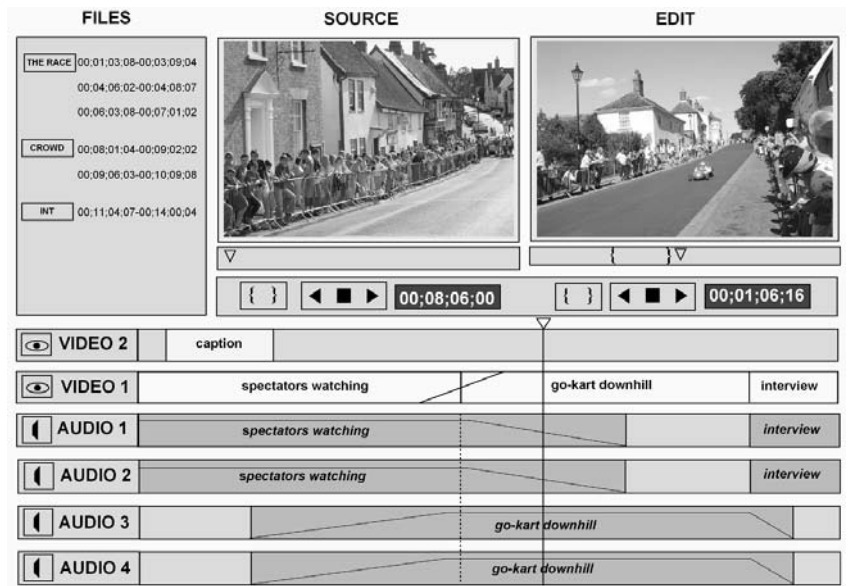 FILES SOURCE EDIT
THE RACE 00;01;03;08-00;03;09;04
00;04;06;02-00;04;08;07
00;06;03;08-00;07;01;02
CROWD 00;08;01;04-00;09;02;02
00;09;06;03-00;10;09;08
INT 00;11;04;07-00;14;00;04
{ } 00;08;06;00 { } 00;01;06;16
VIDEO 2 caption
VIDEO 1 spectators watching go-kart downhill interview
AUDIO 1 spectators watching interview
AUDIO 2 spectators watching interview
AUDIO 3 go-kart downhill
AUDIO 4 go-kart downhill